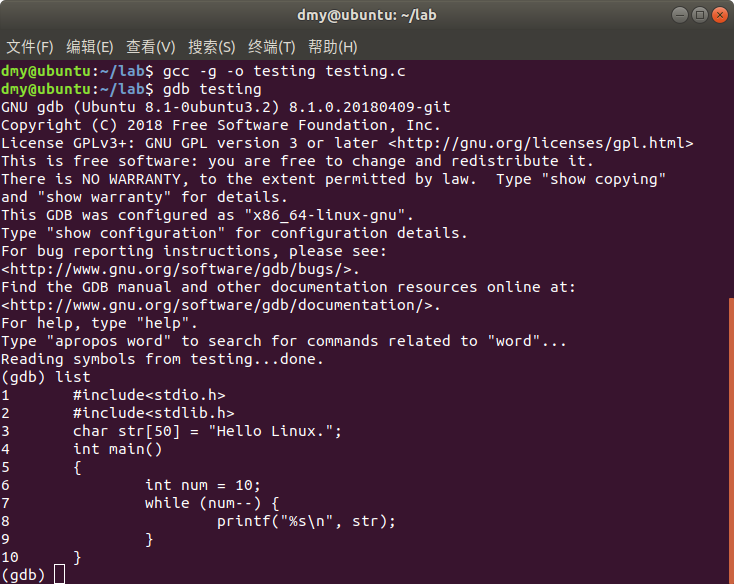 dmy@ubuntu: ~/lab
文件(F) 编辑(E) 查看(V) 搜索(S) 终端(T) 帮助(H)
dmy@ubuntu:~/lab$ gcc -g -o testing testing.c
dmy@ubuntu:~/lab$ gdb testing
GNU gdb (Ubuntu 8.1-0ubuntu3.2) 8.1.0.20180409-git
Copyright (C) 2018 Free Software Foundation, Inc.
License GPLv3+: GNU GPL version 3 or later <http://gnu.org/licenses/gpl.html>
This is free software: you are free to change and redistribute it.
There is NO WARRANTY, to the extent permitted by law.  Type "show copying"
and "show warranty" for details.
This GDB was configured as "x86_64-linux-gnu".
Type "show configuration" for configuration details.
For bug reporting instructions, please see:
<http://www.gnu.org/software/gdb/bugs/>.
Find the GDB manual and other documentation resources online at:
<http://www.gnu.org/software/gdb/documentation/>.
For help, type "help".
Type "apropos word" to search for commands related to "word"...
Reading symbols from testing...done.
(gdb) list
1       #include<stdio.h>
2       #include<stdlib.h>
3       char str[50] = "Hello Linux.";
4       int main()
5       {
6               int num = 10;
7               while (num--) {
8                       printf("%s\n", str);
9               }
10      }
(gdb)